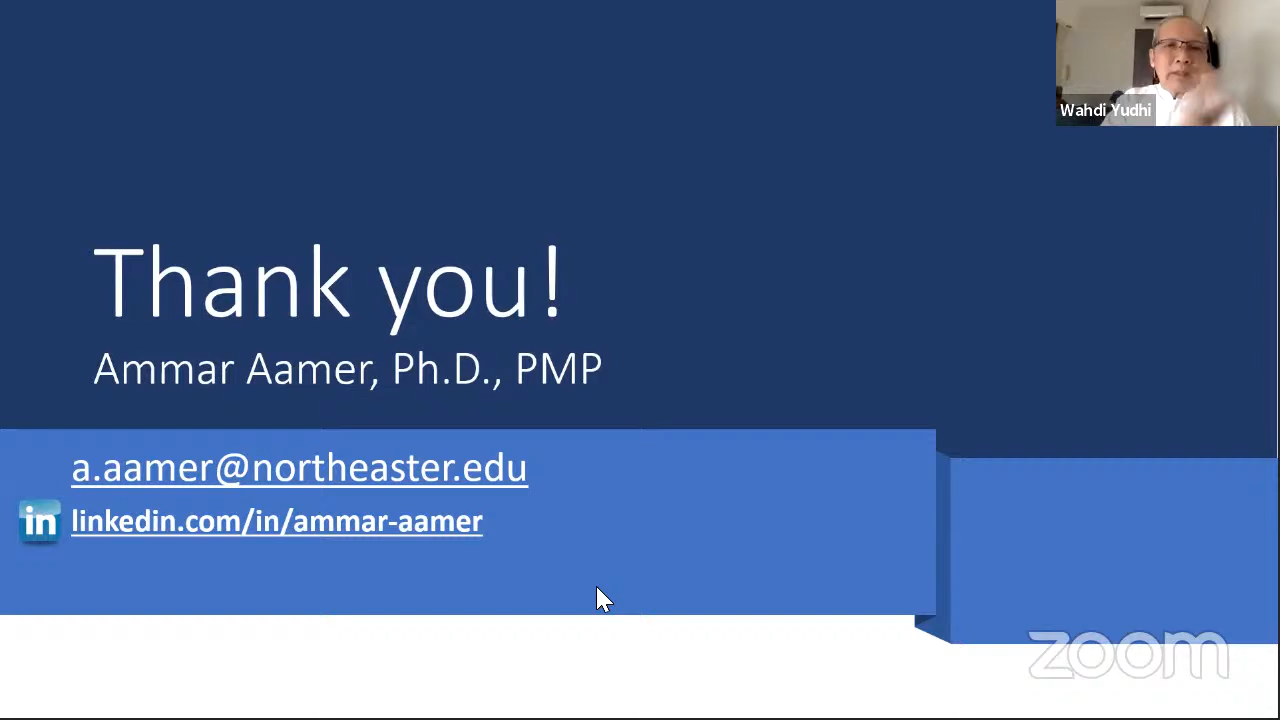 Wahdi Yudhi
Thank you!
Ammar Aamer, Ph.D., PMP
a.aamer@northeaster.edu
in linkedin.com/in/ammar-aamer
zoom